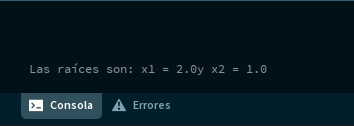 Las raíces son: x1 = 2.0y x2 = 1.0
Consola
Errores